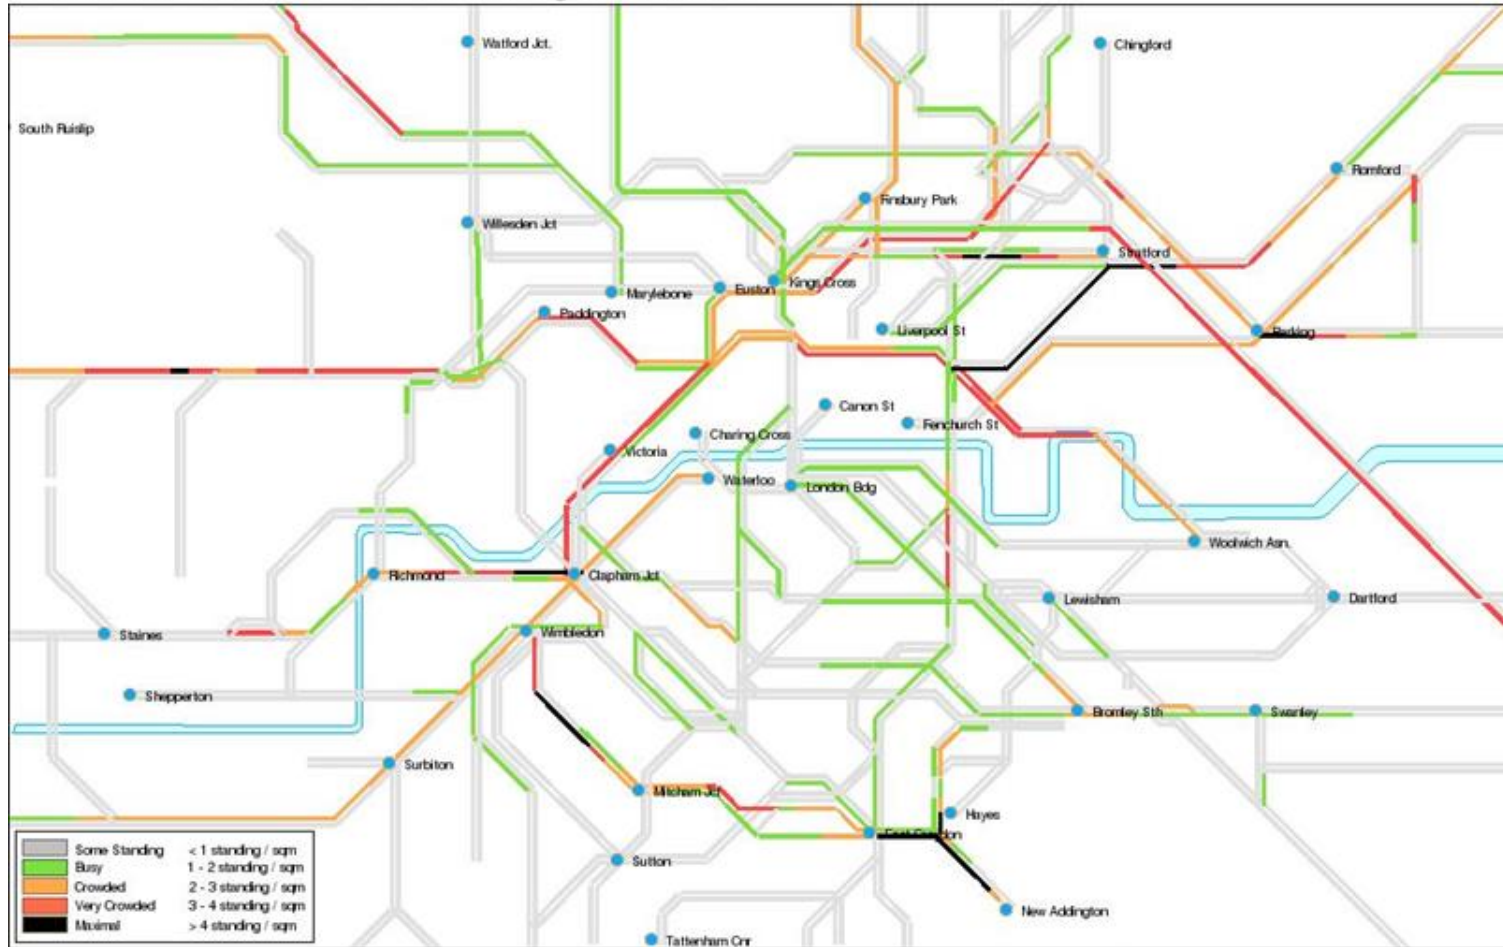 Watford Jct.
Chingford
South Ruislip
Romford
Finsbury Park
Willesden Jct
Stratford
Kings Cross
Euston
Marylebone
Paddington
Liverpool St
Barking
Canon St
Fenchurch St
Charing Cross
Victoria
Waterloo
London Bdg
Woolwich Asn.
Richmond
Clapham Jct
Lewisham
Dartford
Staines
Wimbledon
Shepperton
Bromley Sth
Swanley
Surbiton
Mitcham Jct
Hayes
East Croydon
Sutton
New Addington
Tattenham Cnr
Some Standing < 1 standing / sqm
Busy 1 - 2 standing / sqm
Crowded 2 - 3 standing / sqm
Very Crowded 3 - 4 standing / sqm
Maximal > 4 standing / sqm